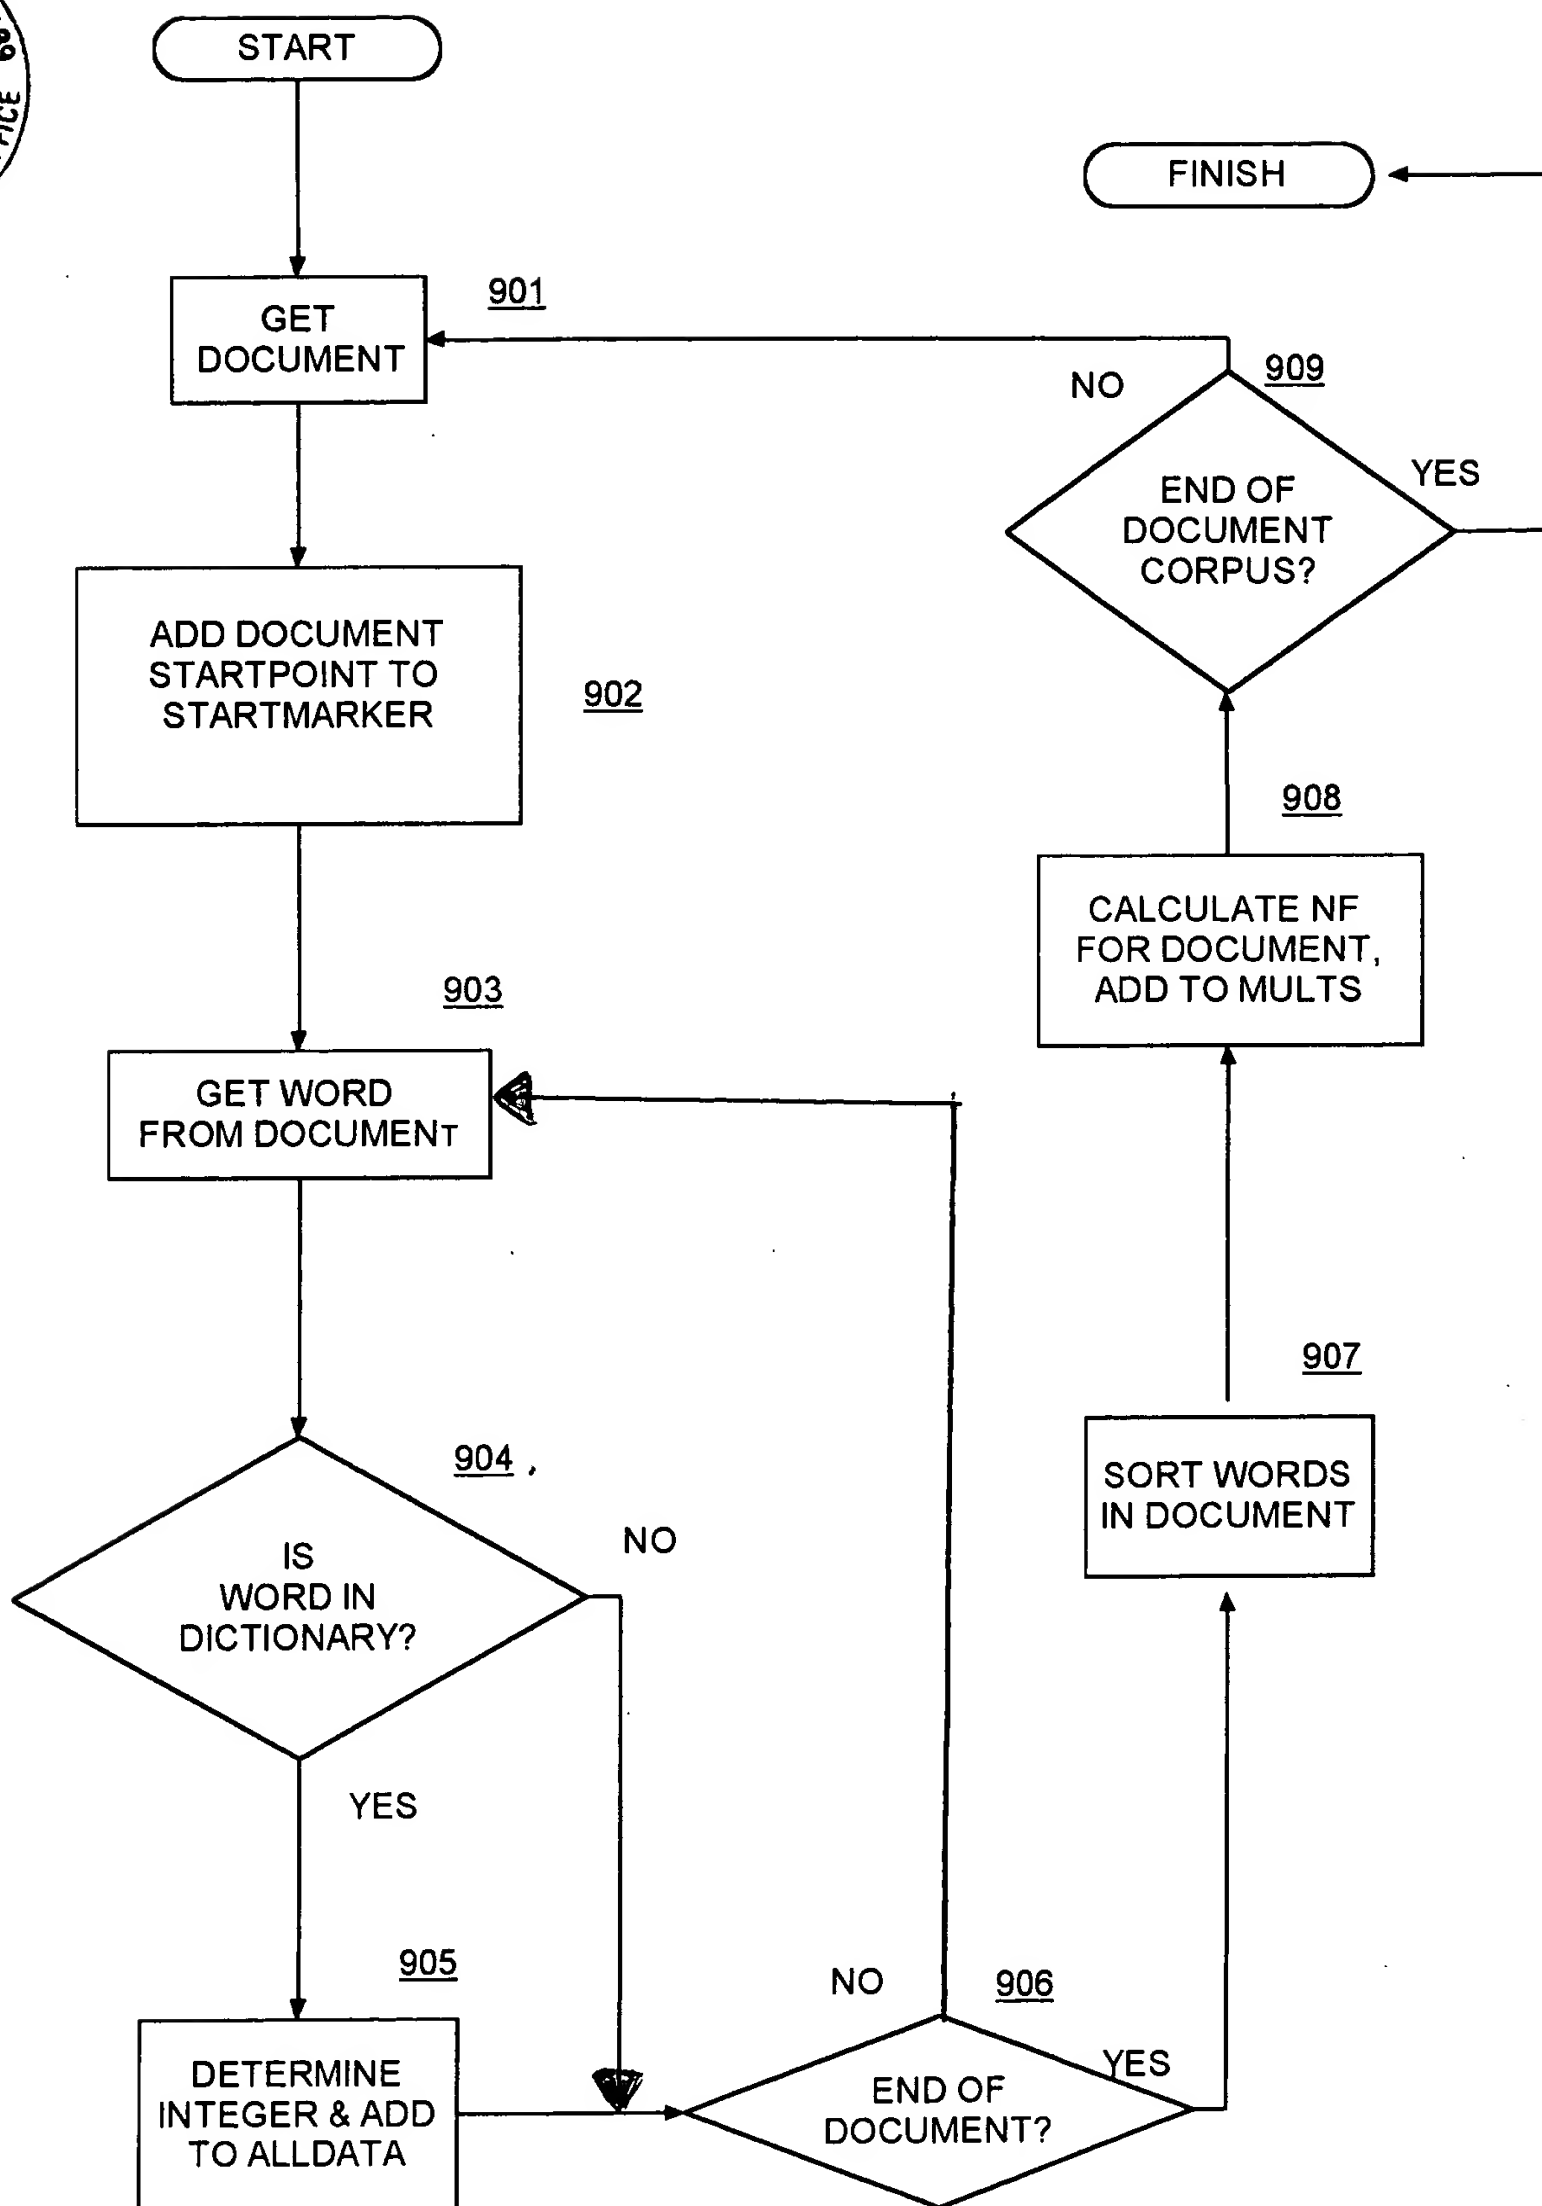 START
FINISH
901
GET
DOCUMENT
909
NO
YES
END OF
DOCUMENT
CORPUS?
ADD DOCUMENT
STARTPOINT TO
STARTMARKER
902
908
CALCULATE NF
FOR DOCUMENT,
ADD TO MULTS
903
GET WORD
FROM DOCUMENT
907
SORT WORDS
IN DOCUMENT
904
NO
IS
WORD IN
DICTIONARY?
YES
905
NO
906
YES
DETERMINE
INTEGER & ADD
TO ALLDATA
END OF
DOCUMENT?